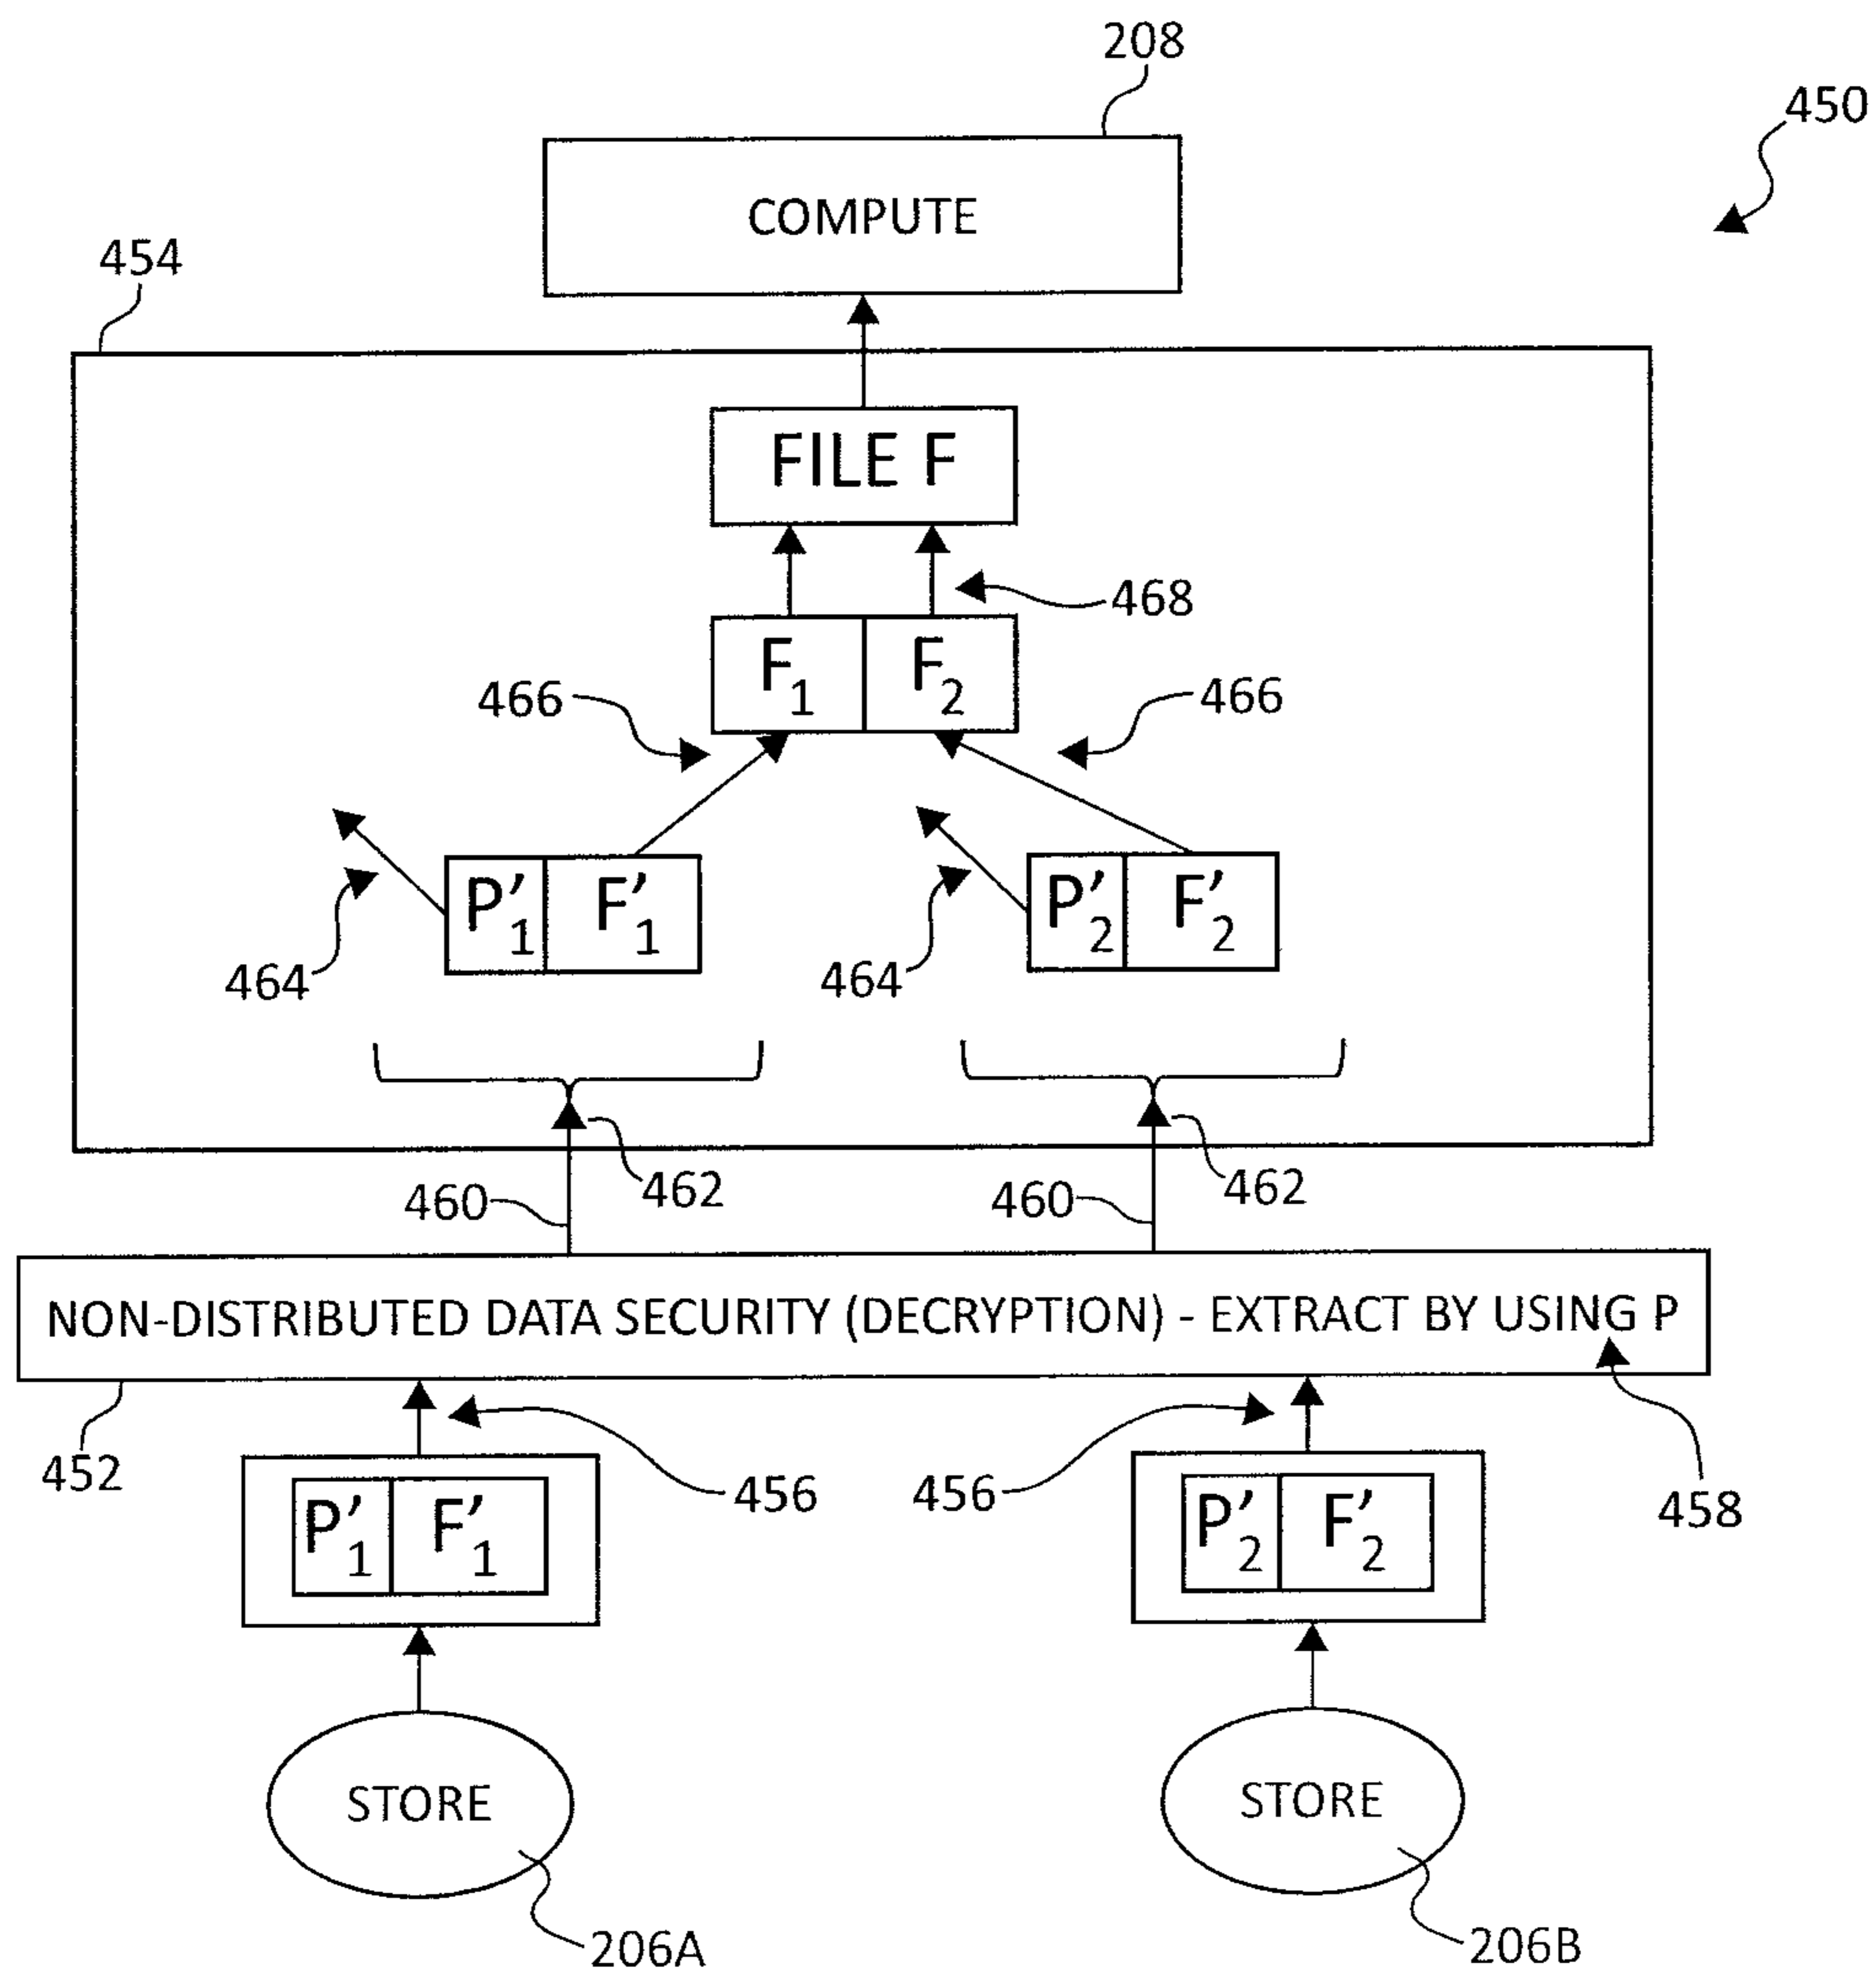 208
450
COMPUTE
454
FILE F
468
F1 F2
466 466
P'1 F'1 P'2 F'2
464 464
462 462
460 460
NON-DISTRIBUTED DATA SECURITY (DECRYPTION) - EXTRACT BY USING P
452 456 456 458
P'1 F'1 P'2 F'2
STORE STORE
206A 206B